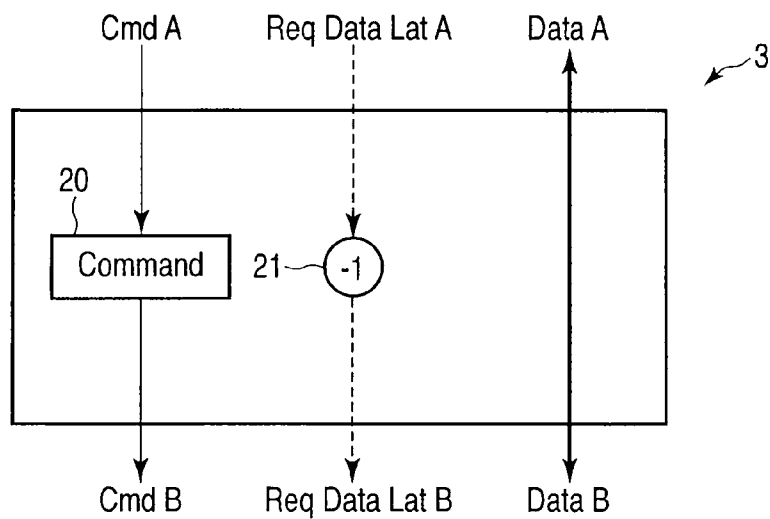 Cmd A Req Data Lat A Data A
3
20
Command
21
-1
Cmd B Req Data Lat B Data B